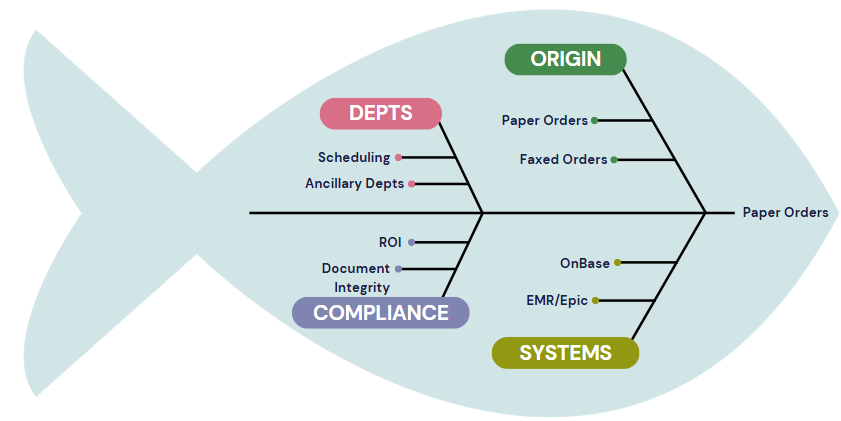 ORIGIN
DEPTS
Paper Orders
Scheduling
Faxed Orders
Ancillary Depts
Paper Orders
ROI
OnBase
Document
Integrity
EMR/Epic
COMPLIANCE
SYSTEMS